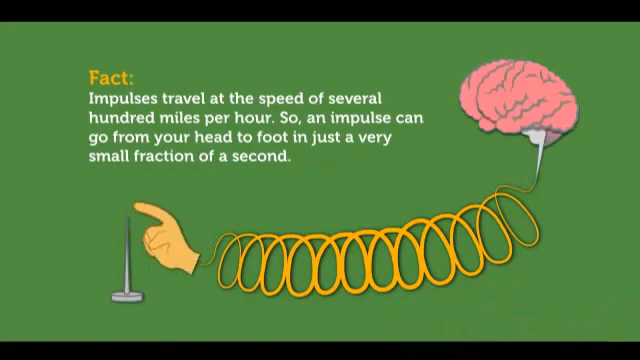 Fact:
Impulses travel at the speed of several
hundred miles per hour. So, an impulse can
go from your head to foot in just a very
small fraction of a second.